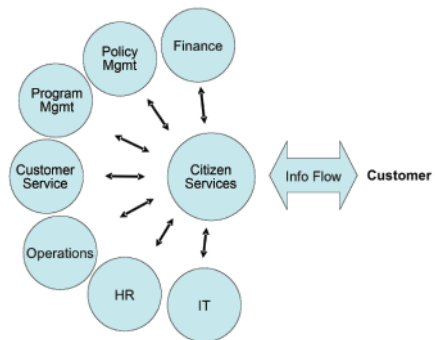 Finance
Policy
Mgmt
Program
Mgmt
Customer
Service
Citizen
Services
Info Flow
Customer
Operations
HR
IT